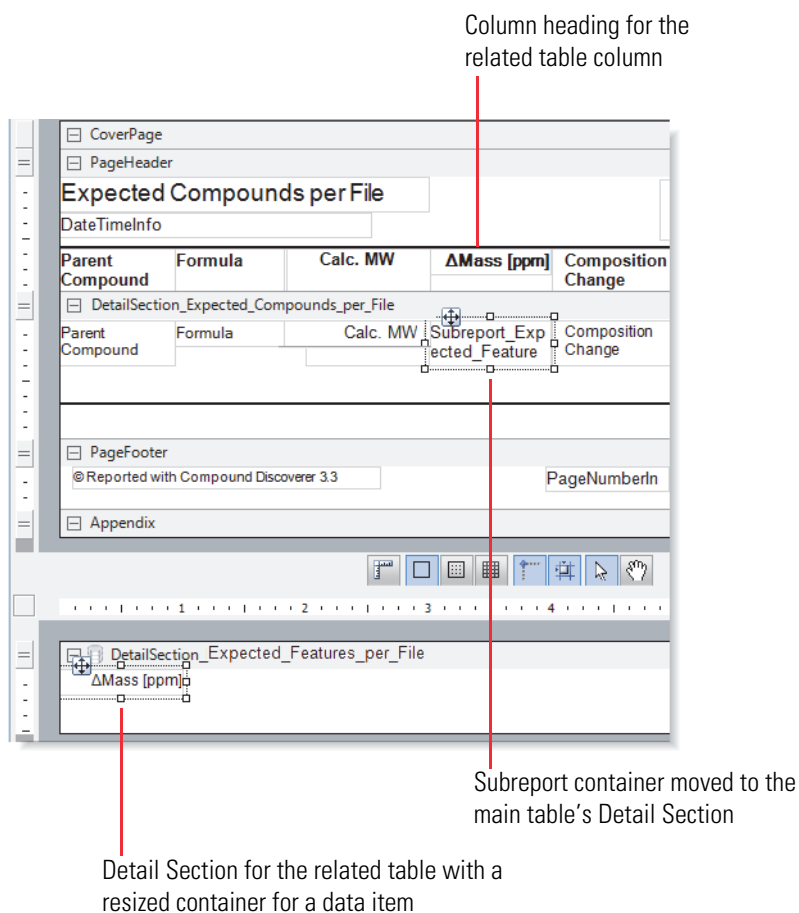 Column heading for the
related table column
CoverPage
PageHeader
Expected Compounds per File
DateTimeInfo
Parent Compound Formula Calc. MW ΔMass [ppm] Composition Change
DetailSection_Expected_Compounds_per_File
Parent Compound Formula Calc. MW Subreport_Expected_Feature Composition Change
PageFooter
© Reported with Compound Discoverer 3.3 PageNumberIn
Appendix
1 2 3 4
DetailSection_Expected_Features_per_File
ΔMass [ppm]
Subreport container moved to the
main table’s Detail Section
Detail Section for the related table with a
resized container for a data item